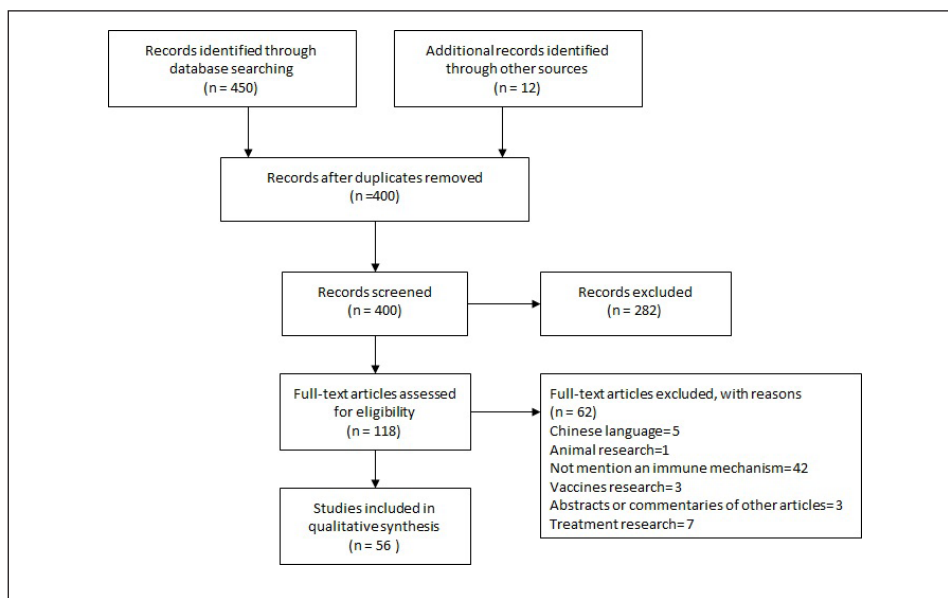 Records identified through
database searching
(n = 450)
Additional records identified
through other sources
(n = 12)
Records after duplicates removed
(n =400)
Records screened
(n = 400)
Records excluded
(n = 282)
Full-text articles assessed
for eligibility
(n = 118)
Full-text articles excluded, with reasons
(n = 62)
Chinese language=5
Animal research=1
Not mention an immune mechanism=42
Vaccines research=3
Abstracts or commentaries of other articles=3
Treatment research=7
Studies included in
qualitative synthesis
(n = 56 )